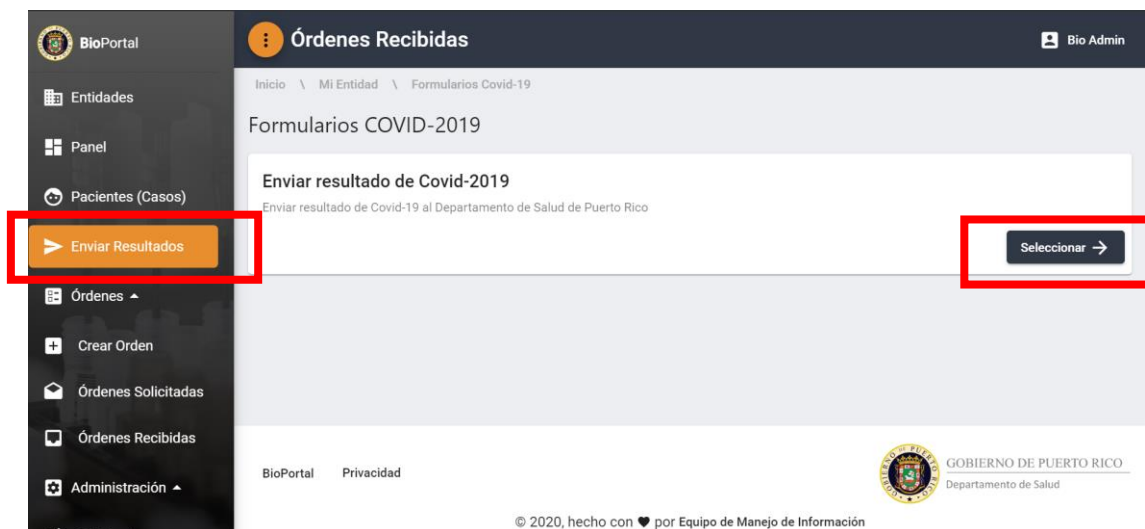 BioPortal
Entidades
Panel
Pacientes (Casos)
Enviar Resultados
Órdenes
Crear Orden
Órdenes Solicitadas
Órdenes Recibidas
Administración
Órdenes Recibidas
Bio Admin
Inicio \ Mi Entidad \ Formularios Covid-19
Formularios COVID-2019
Enviar resultado de Covid-2019
Enviar resultado de Covid-19 al Departamento de Salud de Puerto Rico
Seleccionar →
BioPortal Privacidad
GOBIERNO DE PUERTO RICO
Departamento de Salud
© 2020, hecho con ♥ por Equipo de Manejo de Información